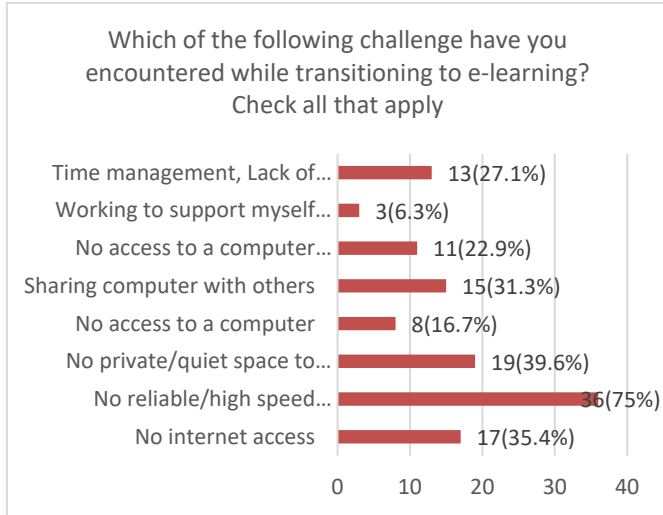 Which of the following challenge have you
encountered while transitioning to e-learning?
Check all that apply
Time management, Lack of... 13(27.1%)
Working to support myself... 3(6.3%)
No access to a computer... 11(22.9%)
Sharing computer with others 15(31.3%)
No access to a computer 8(16.7%)
No private/quiet space to... 19(39.6%)
No reliable/high speed... 36(75%)
No internet access 17(35.4%)
0 10 20 30 40